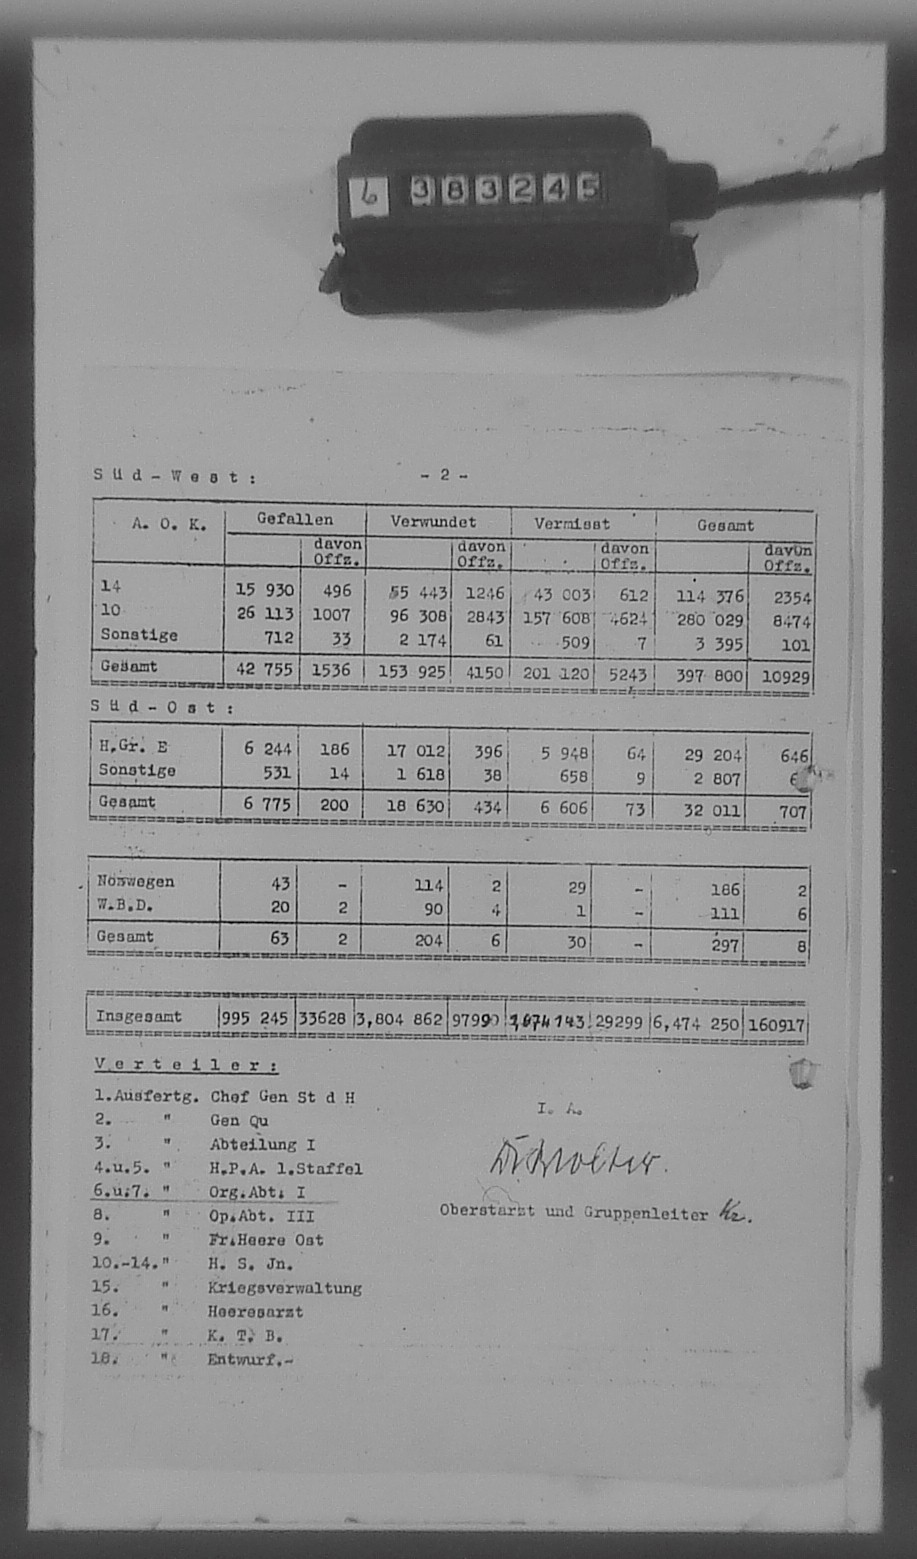 6 383245
Süd-West: - 2 -
A. O. K. Gefallen Verwundet Vermisst Gesamt
davon Offz. davon Offz. davon Offz. davon Offz.
14 15 930 496 55 443 1246 43 003 612 114 376 2354
10 26 113 1007 96 308 2843 157 608 4624 280 029 8474
Sonstige 712 33 2 174 61 509 7 3 395 101
Gesamt 42 755 1536 153 925 4150 201 120 5243 397 800 10929
Süd-Ost:
H.Gr. E 6 244 186 17 012 396 5 948 64 29 204 646
Sonstige 531 14 1 618 38 658 9 2 807
Gesamt 6 775 200 18 630 434 6 606 73 32 011 707
Norwegen 43 - 114 2 29 - 186 2
W.B.D. 20 2 90 4 1 - 111 6
Gesamt 63 2 204 6 30 - 297 8
Insgesamt 995 245 33628 3,804 862 97990 1,674 143 29299 6,474 250 160917
Verteiler:
1.Ausfertg. Chef Gen St d H
2. " Gen Qu
3. " Abteilung I
4.u.5. " H.P.A. 1.Staffel
6.u.7. " Org.Abt. I
8. " Op.Abt. III
9. " Fr.Heere Ost
10.-14. " H. S. Jn.
15. " Kriegsverwaltung
16. " Heeresarzt
17. " K. T. B.
18. " Entwurf.-
Oberstarzt und Gruppenleiter